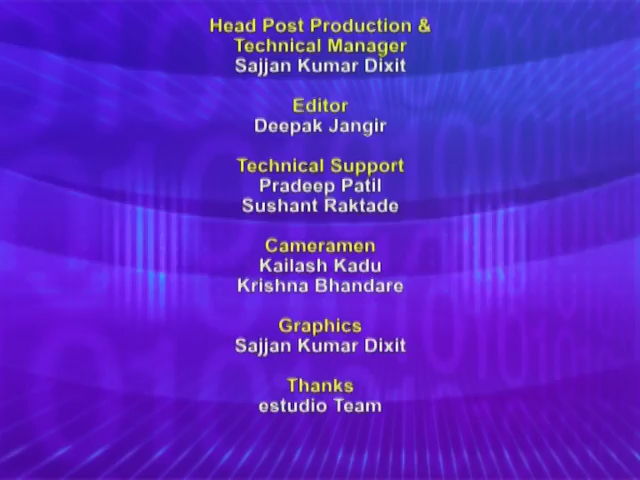 Head Post Production &
Technical Manager
Sajjan Kumar Dixit
Editor
Deepak Jangir
Technical Support
Pradeep Patil
Sushant Raktade
Cameramen
Kailash Kadu
Krishna Bhandare
Graphics
Sajjan Kumar Dixit
Thanks
estudio Team